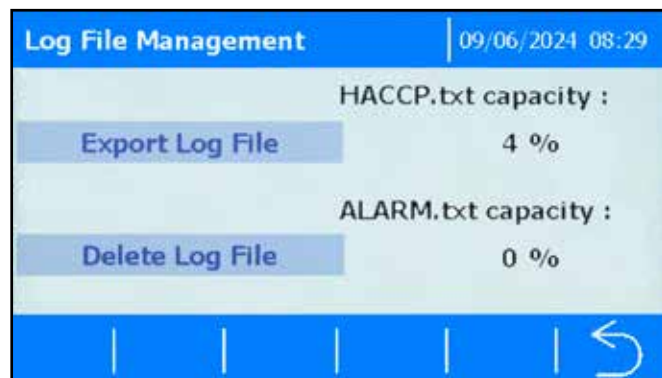 Log File Management
09/06/2024 08:29
HACCP.txt capacity :
Export Log File
4 %
ALARM.txt capacity :
Delete Log File
0 %